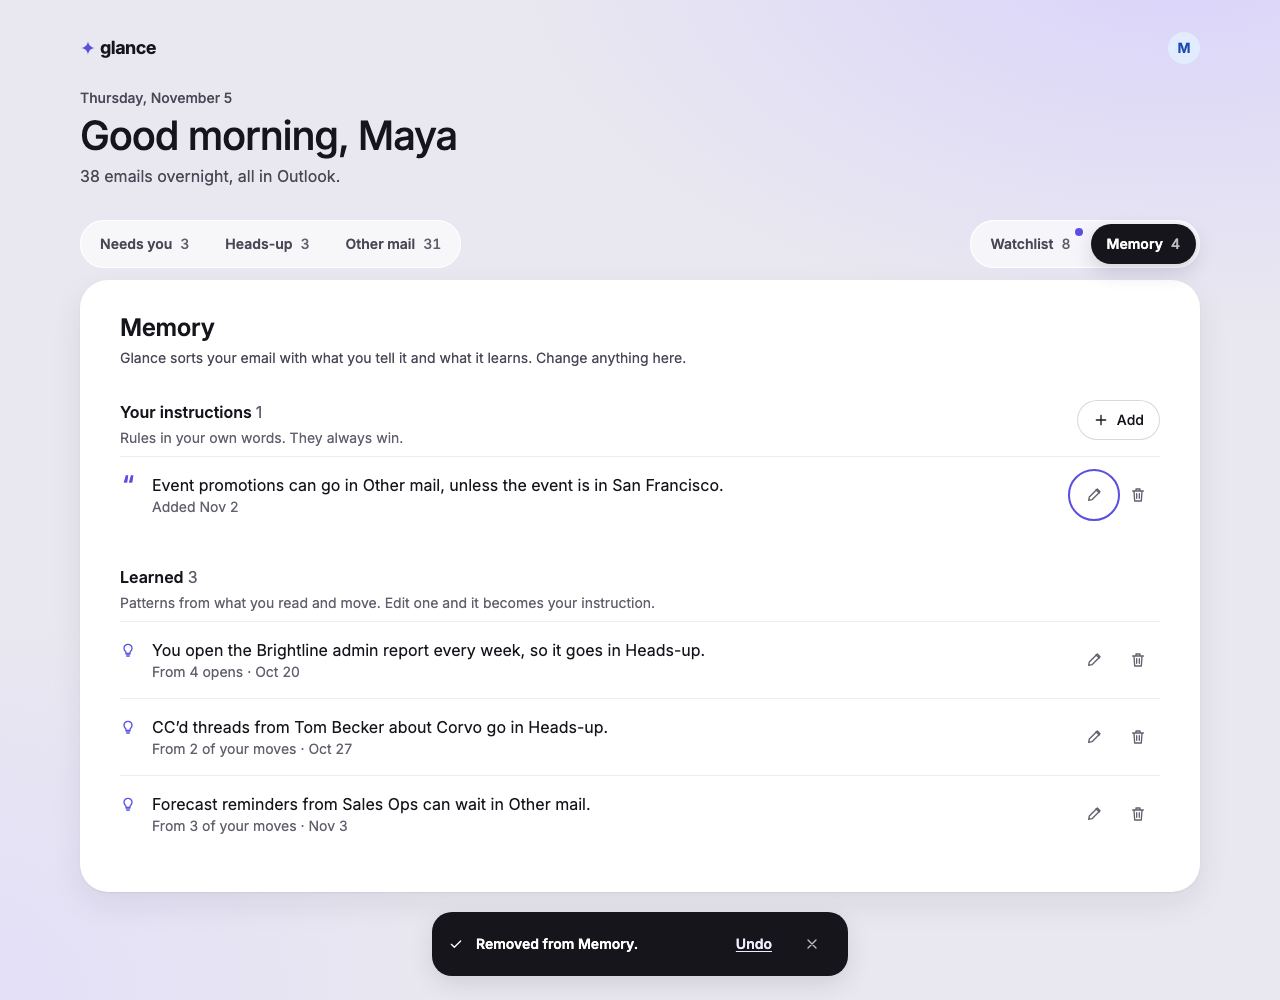 glance
M
Thursday, November 5
Good morning, Maya
38 emails overnight, all in Outlook.
Needs you 3
Heads-up 3
Other mail 31
Watchlist 8
Memory 4
Memory
Glance sorts your email with what you tell it and what it learns. Change anything here.
Your instructions 1
Rules in your own words. They always win.
Add
Event promotions can go in Other mail, unless the event is in San Francisco.
Added Nov 2
Learned 3
Patterns from what you read and move. Edit one and it becomes your instruction.
You open the Brightline admin report every week, so it goes in Heads-up.
From 4 opens · Oct 20
CC’d threads from Tom Becker about Corvo go in Heads-up.
From 2 of your moves · Oct 27
Forecast reminders from Sales Ops can wait in Other mail.
From 3 of your moves · Nov 3
Removed from Memory.
Undo